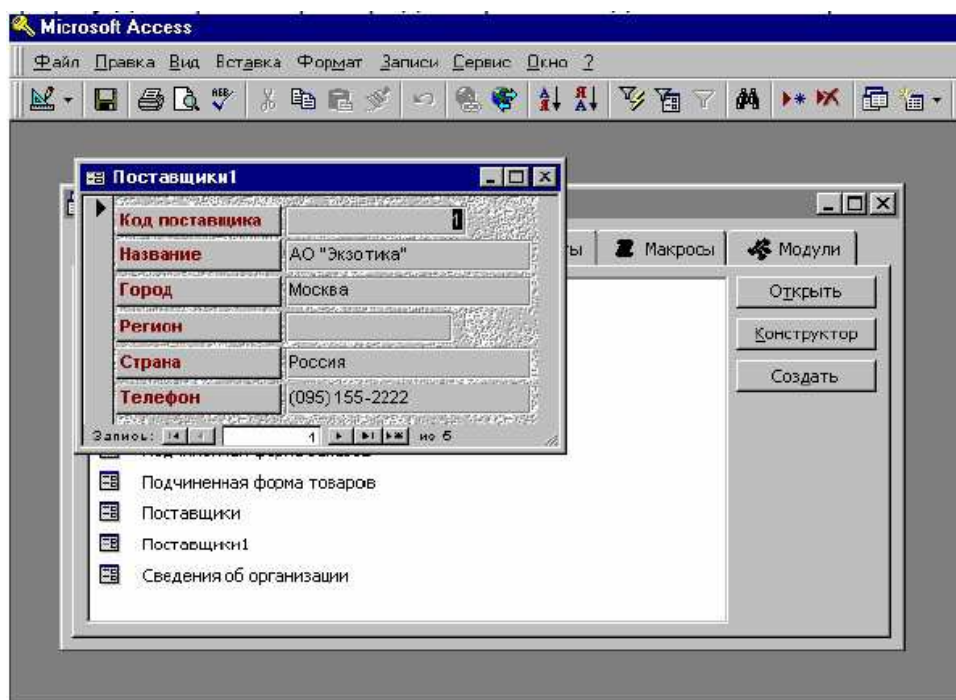 Microsoft Access
Файл Правка Вид Вставка Формат Записи Сервис Окно ?
Поставщики1
Код поставщика 1
Название АО "Экзотика"
Город Москва
Регион
Страна Россия
Телефон (095) 155-2222
Запись: 1 из 6
Макросы Модули
Открыть
Конструктор
Создать
Подчиненная форма товаров
Поставщики
Поставщики1
Сведения об организации